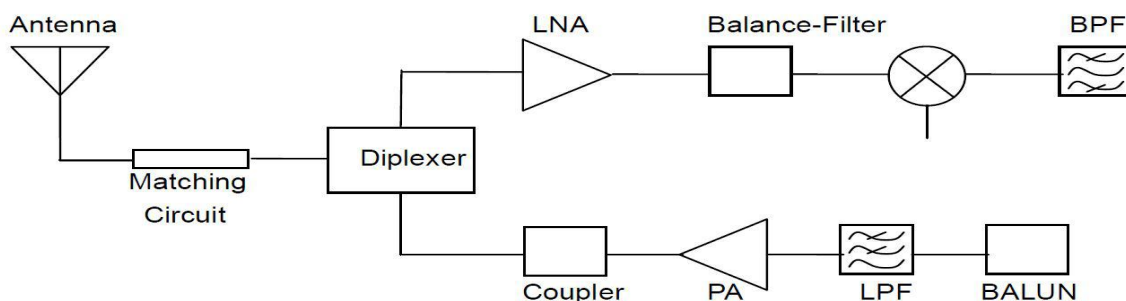 Antenna
LNA
Balance-Filter
BPF
Diplexer
Matching
Circuit
Coupler
PA
LPF
BALUN